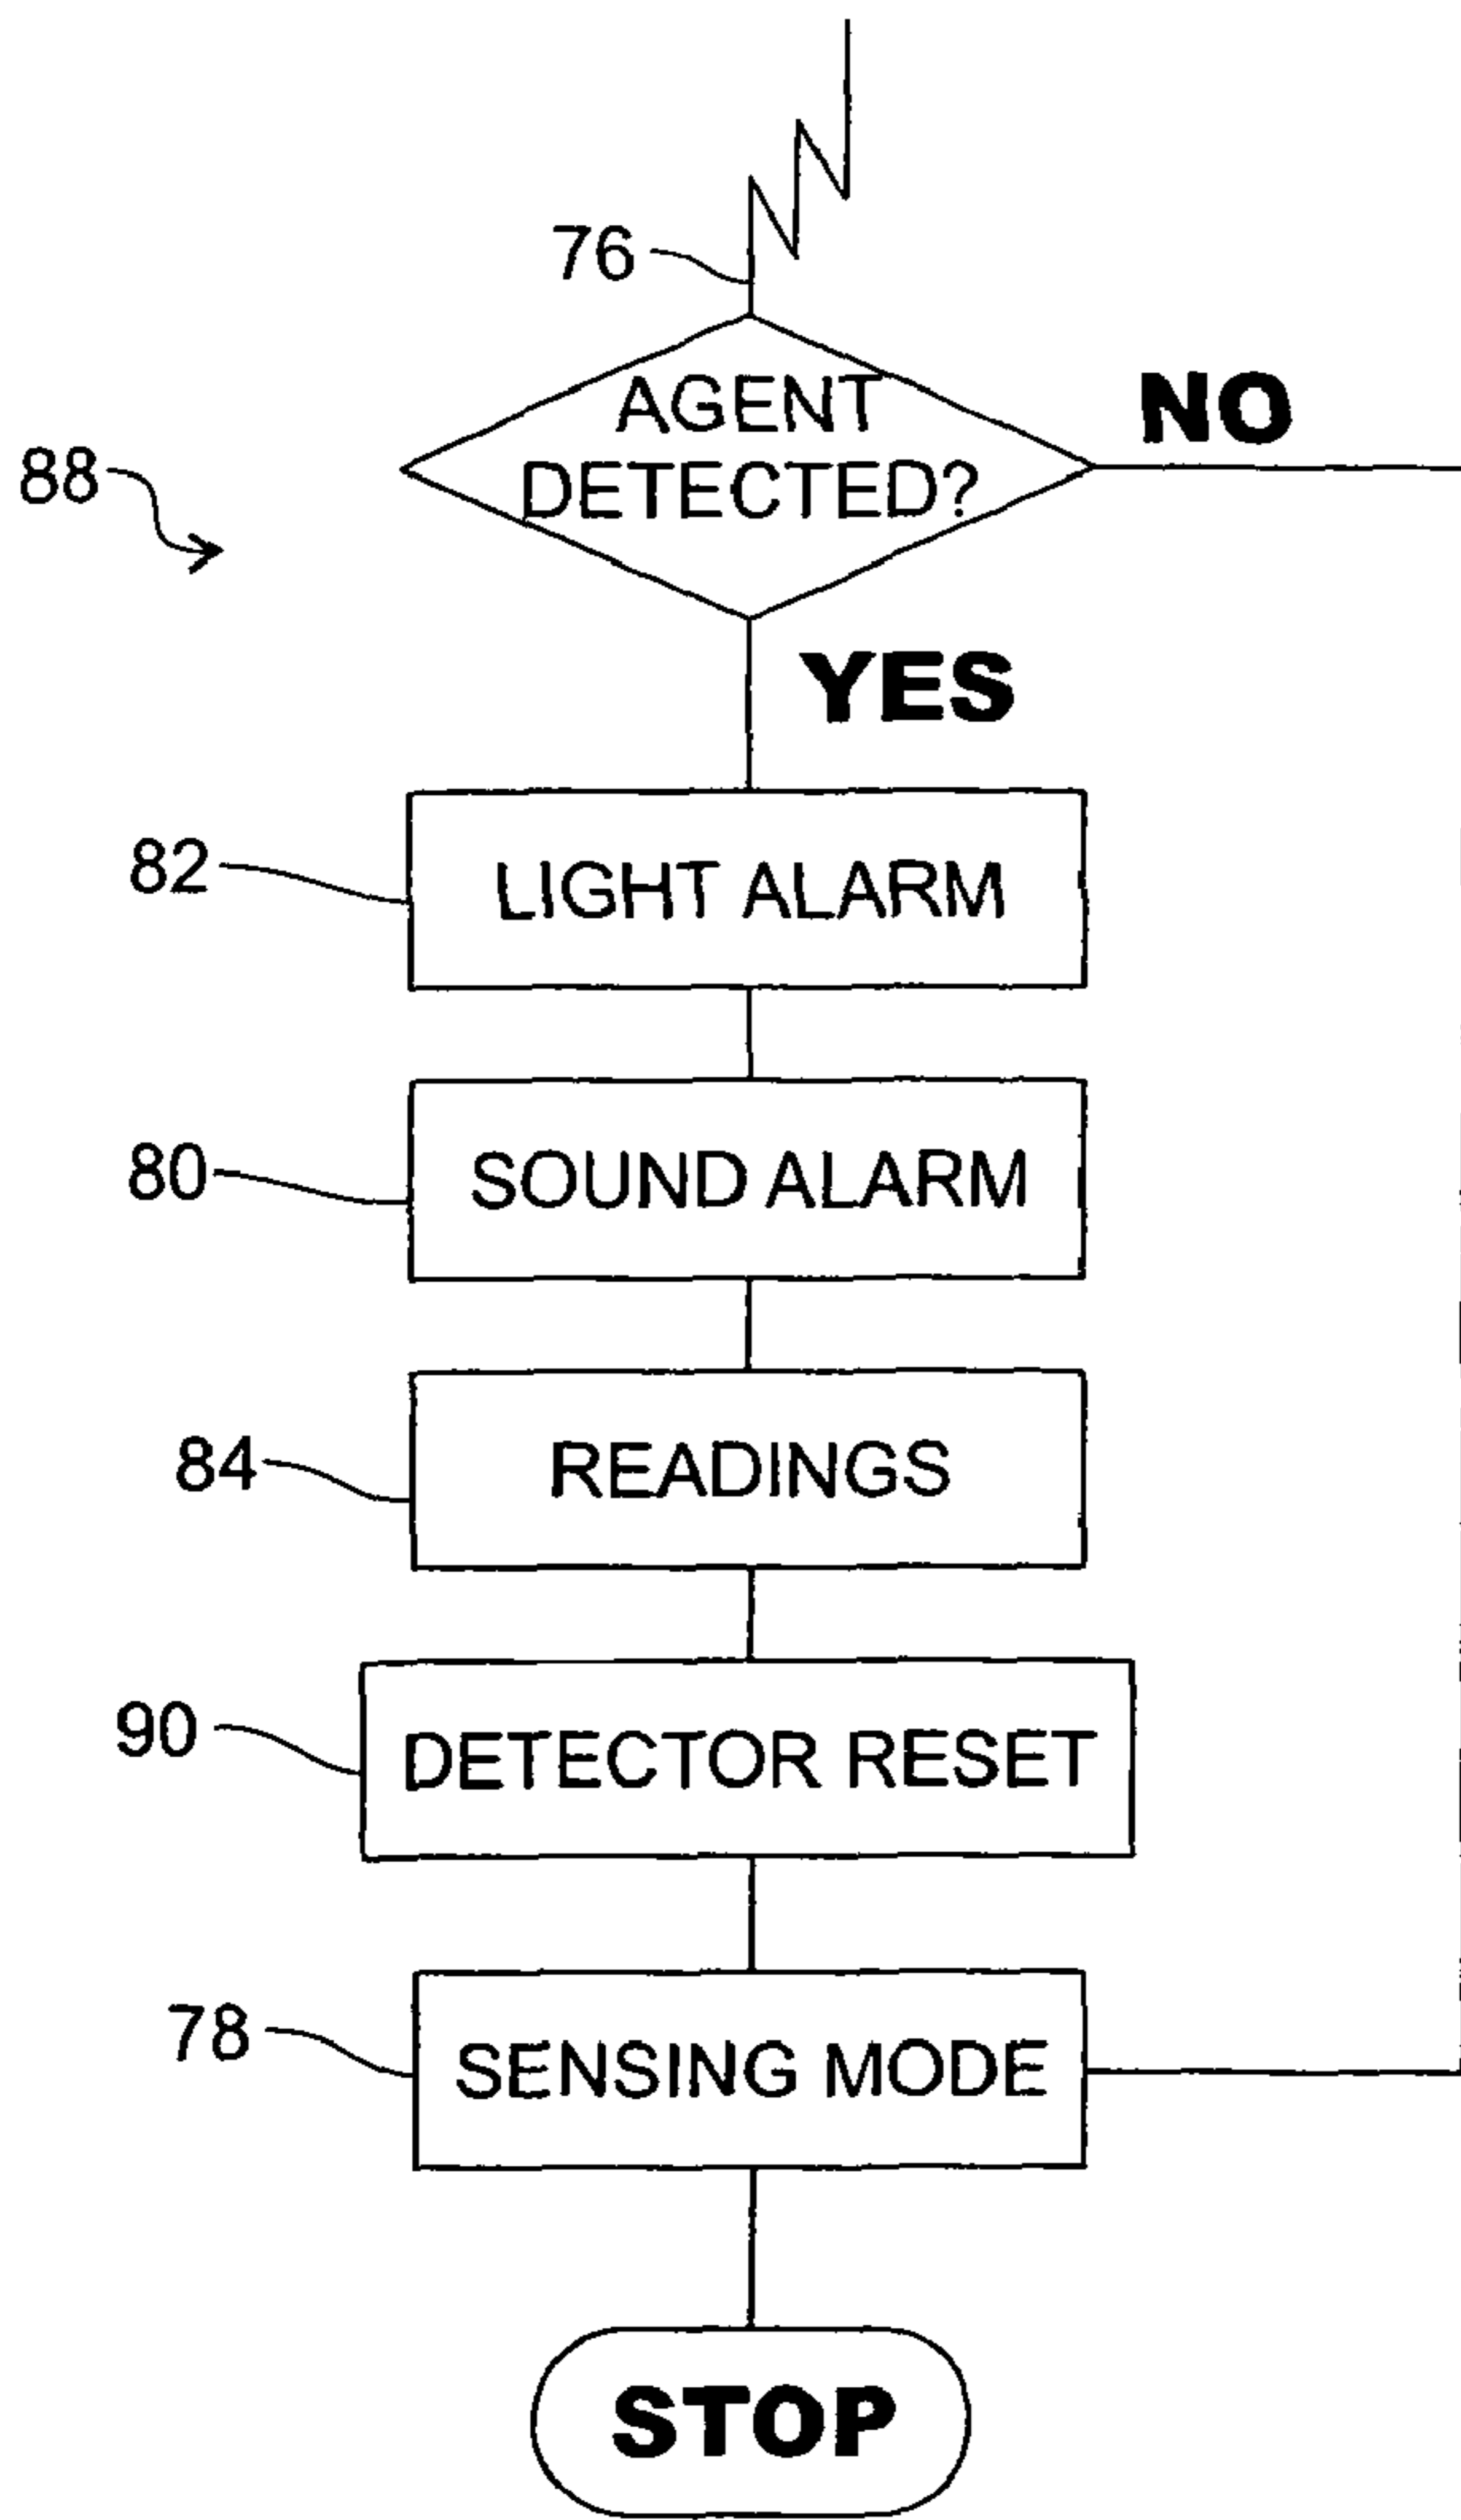 76
AGENT
DETECTED?
NO
88
YES
82
LIGHT ALARM
80
SOUND ALARM
84
READINGS
90
DETECTOR RESET
78
SENSING MODE
STOP